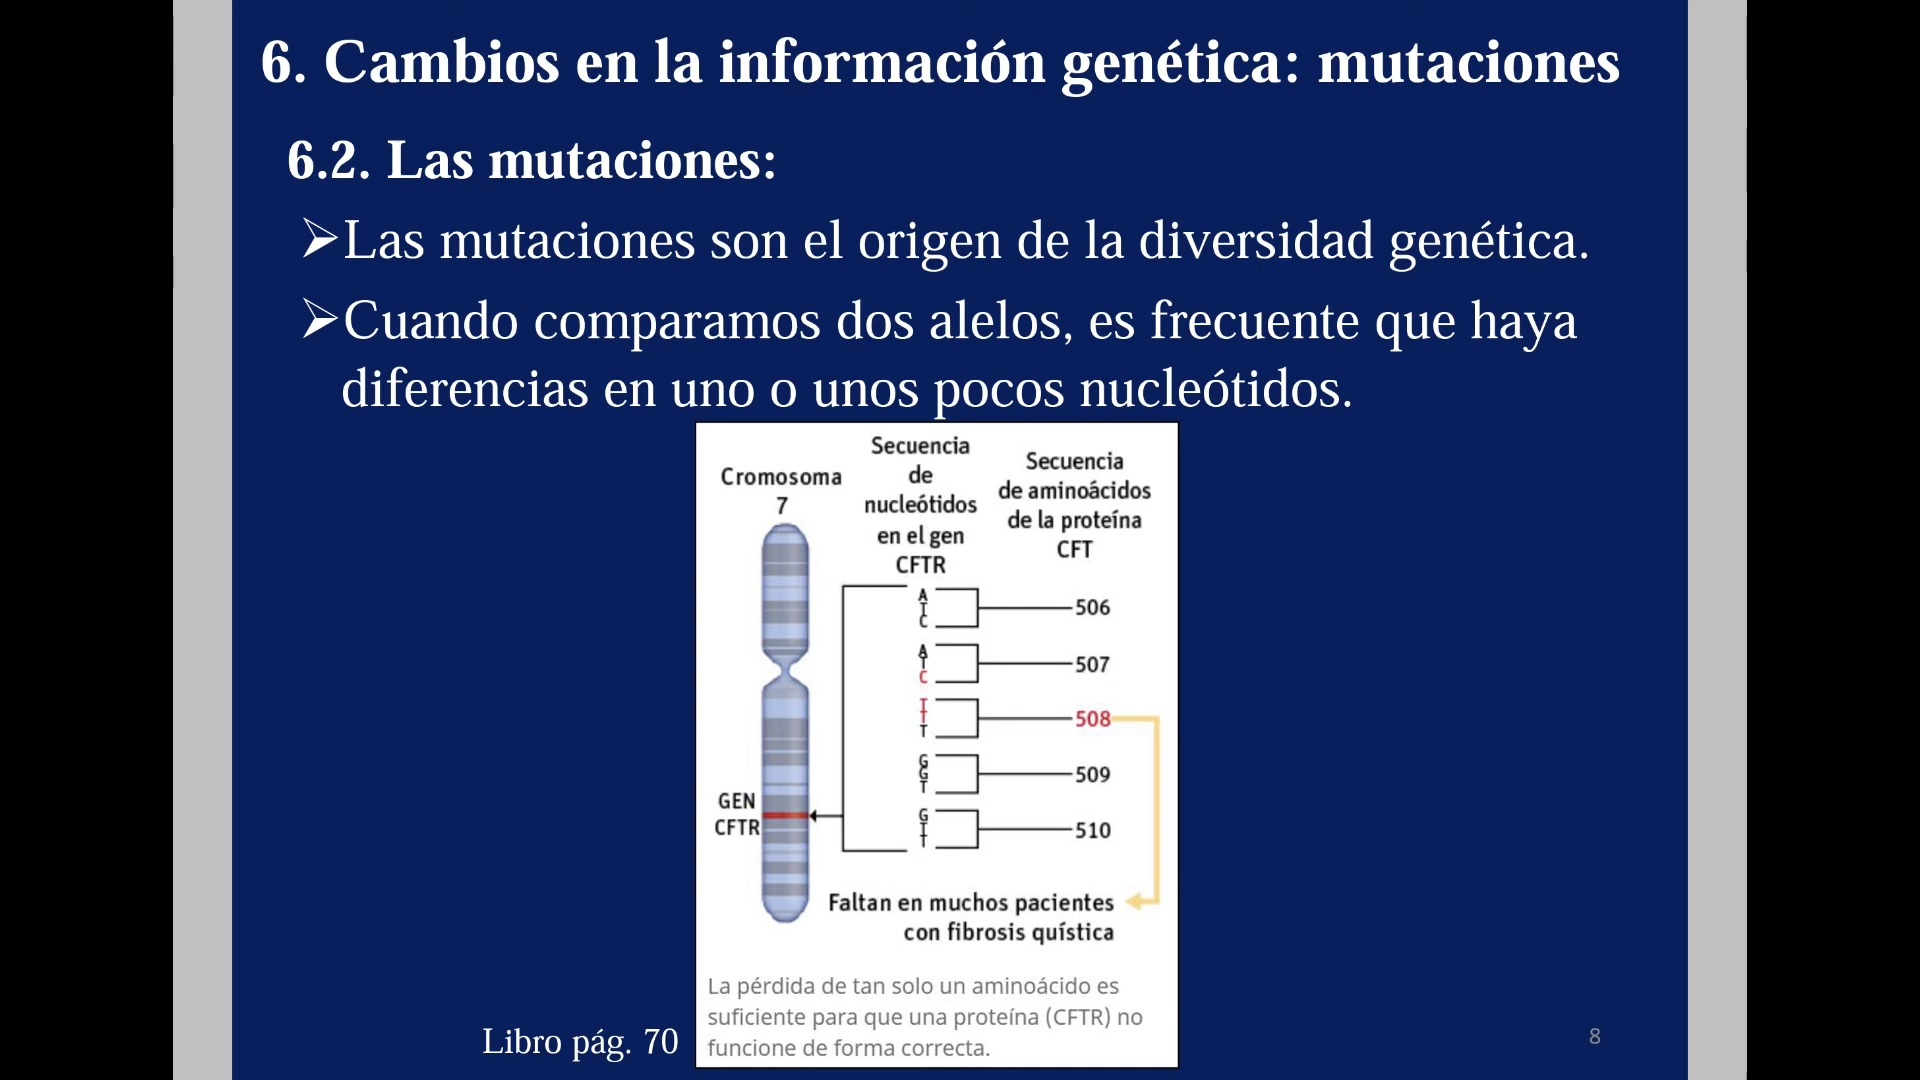 6. Cambios en la información genética: mutaciones
6.2. Las mutaciones:
➢Las mutaciones son el origen de la diversidad genética.
➢Cuando comparamos dos alelos, es frecuente que haya
diferencias en uno o unos pocos nucleótidos.
Cromosoma
7
Secuencia
de
nucleótidos
en el gen
CFTR
Secuencia
de aminoácidos
de la proteína
CFT
A
T
C
506
A
T
C
507
T
T
T
508
G
G
T
509
G
T
T
510
GEN
CFTR
Faltan en muchos pacientes
con fibrosis quística
La pérdida de tan solo un aminoácido es
suficiente para que una proteína (CFTR) no
funcione de forma correcta.
Libro pág. 70
8